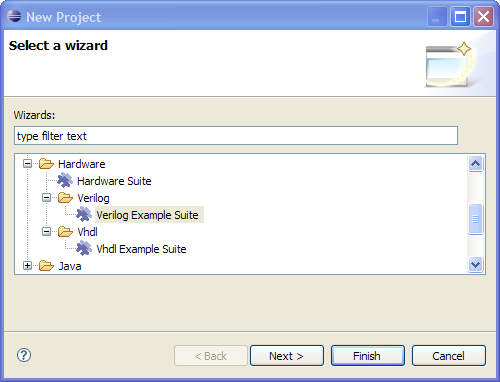 New Project
Select a wizard
Wizards:
type filter text
Hardware
Hardware Suite
Verilog
Verilog Example Suite
Vhdl
Vhdl Example Suite
Java
< Back Next > Finish Cancel